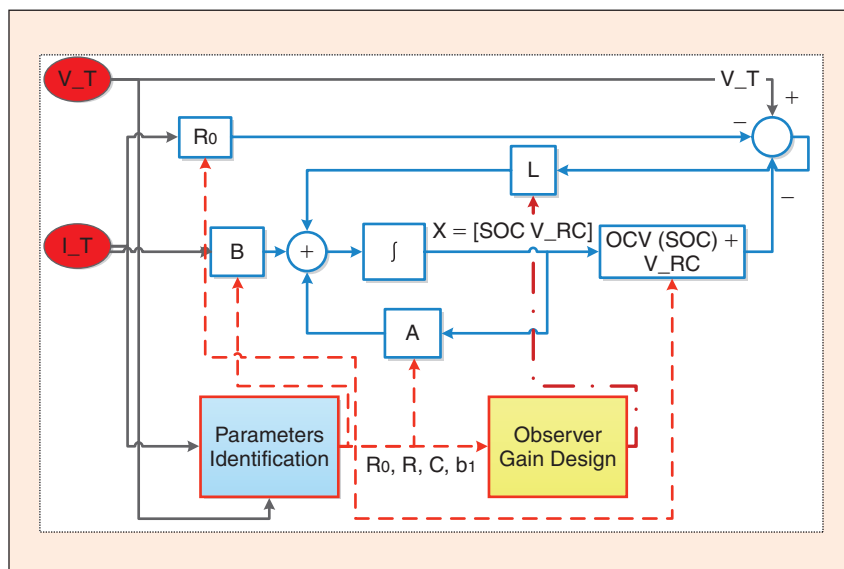 V_T
V_T
+
−
R₀
L
−
I_T
X = [SOC V_RC]
B
+
∫
OCV (SOC) +
V_RC
A
Parameters
Identification
R₀, R, C, b₁
Observer
Gain Design